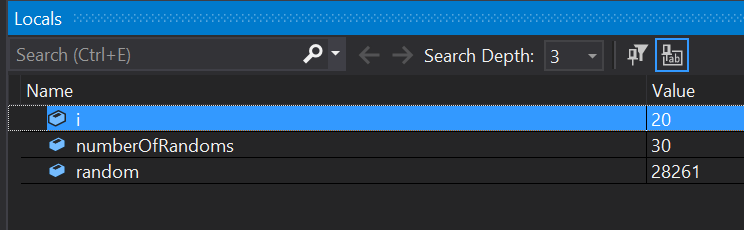 Locals
Search (Ctrl+E) Search Depth: 3
Name Value
i 20
numberOfRandoms 30
random 28261